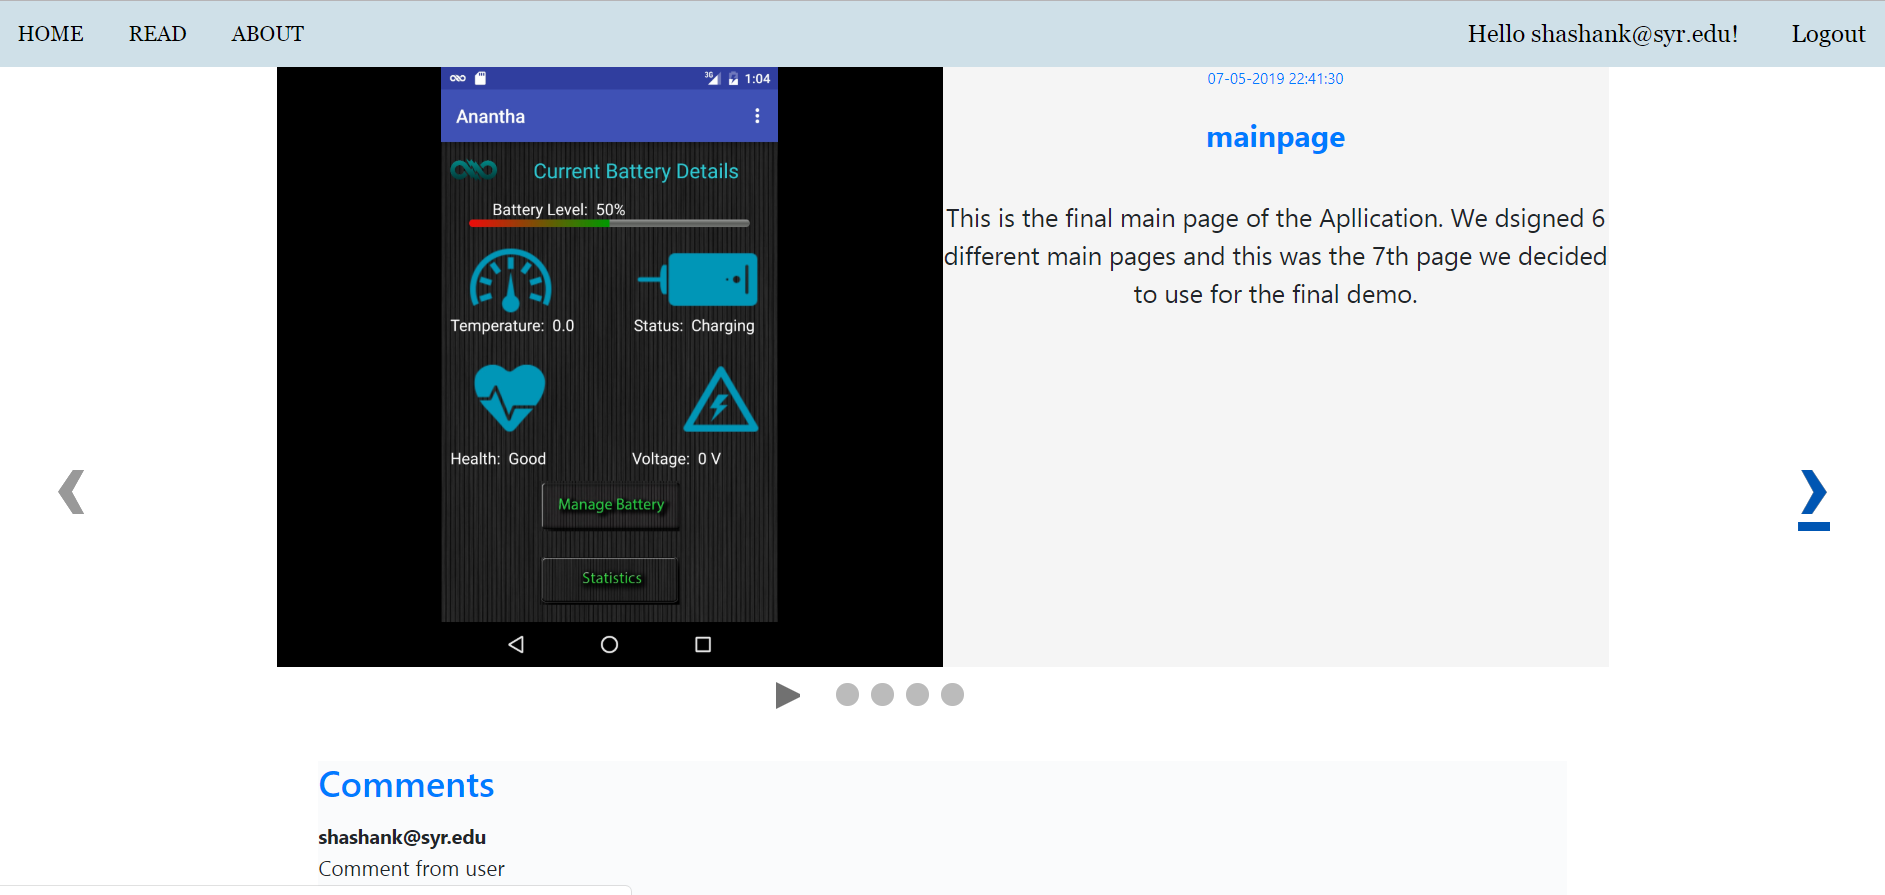 HOME READ ABOUT Hello shashank@syr.edu! Logout
3G 1:04
Anantha
Current Battery Details
Battery Level: 50%
Temperature: 0.0 Status: Charging
Health: Good Voltage: 0 V
Manage Battery
Statistics
07-05-2019 22:41:30
mainpage
This is the final main page of the Apllication. We dsigned 6
different main pages and this was the 7th page we decided
to use for the final demo.
Comments
shashank@syr.edu
Comment from user